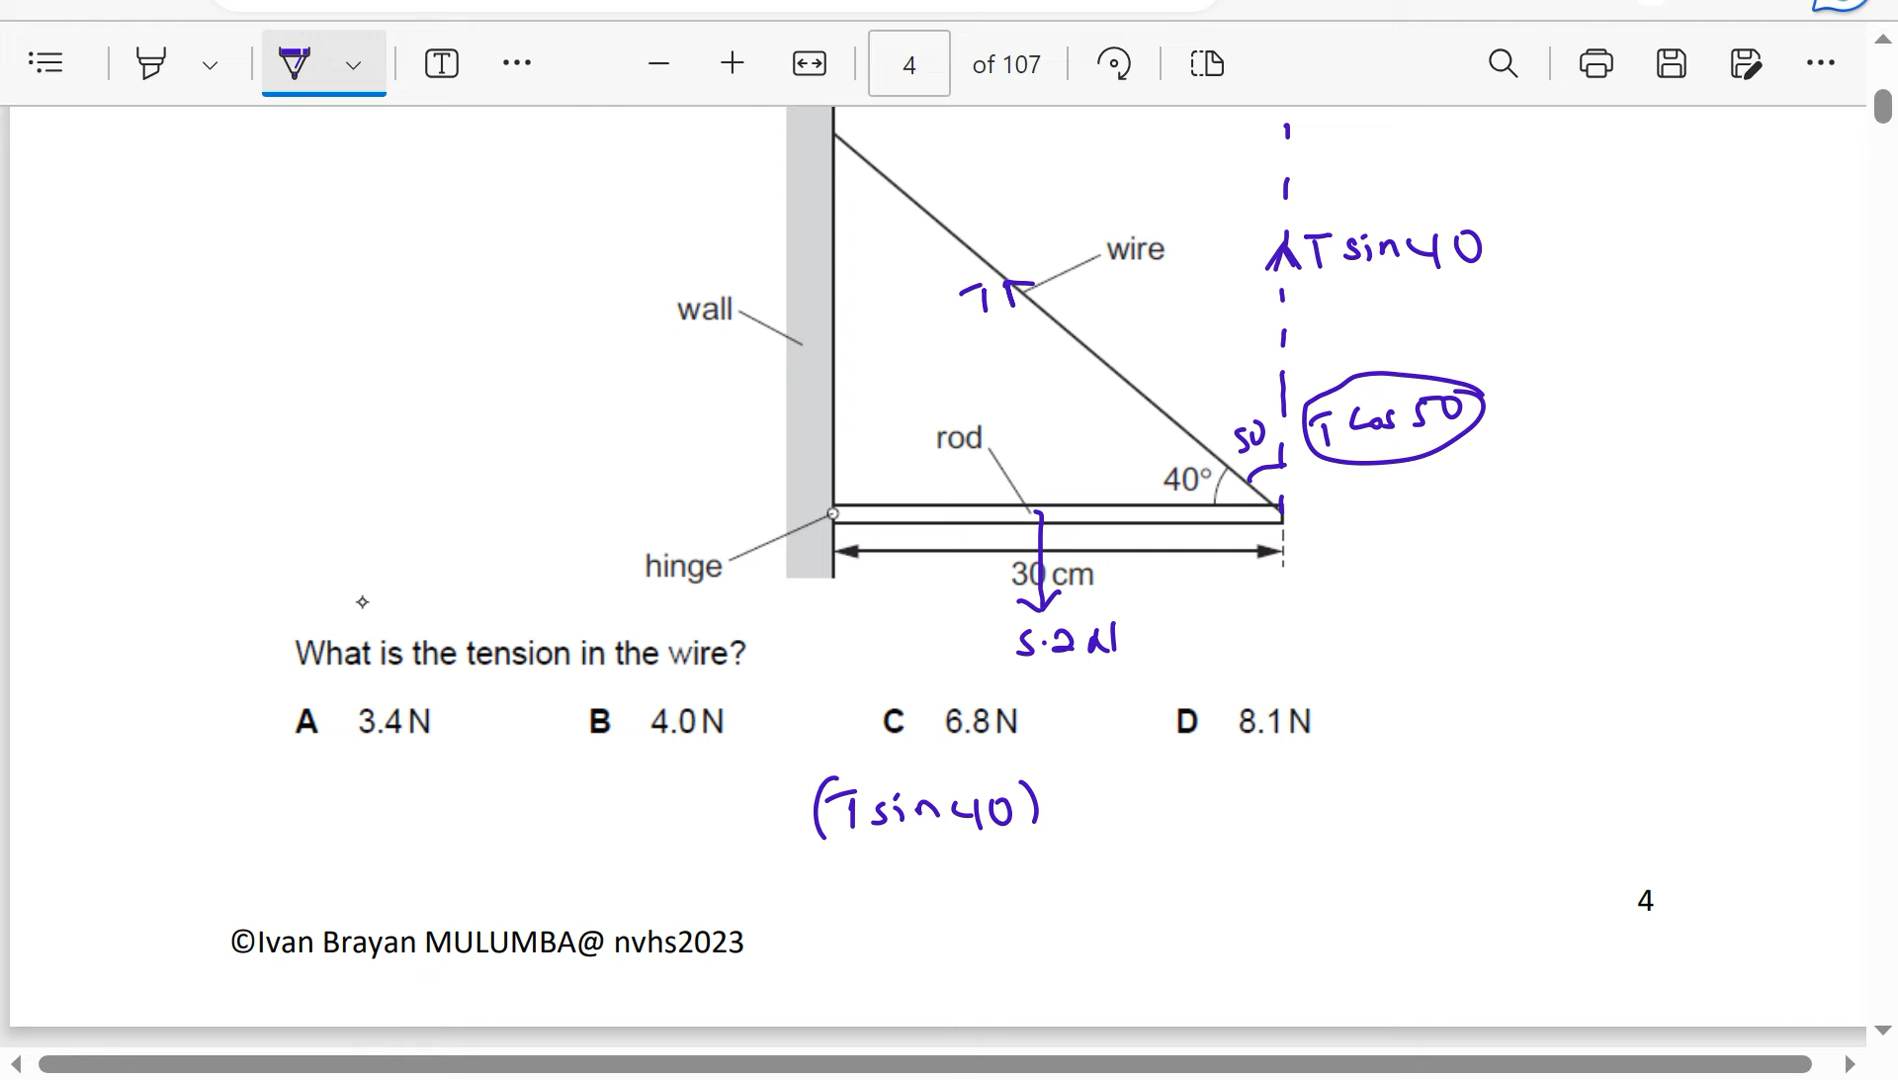 4 of 107
T sin 40
wire
T
wall
T cos 50
rod
50
40°
hinge
30 cm
5.2 N
What is the tension in the wire?
A 3.4 N B 4.0 N C 6.8 N D 8.1 N
(T sin 40)
4
©Ivan Brayan MULUMBA@ nvhs2023